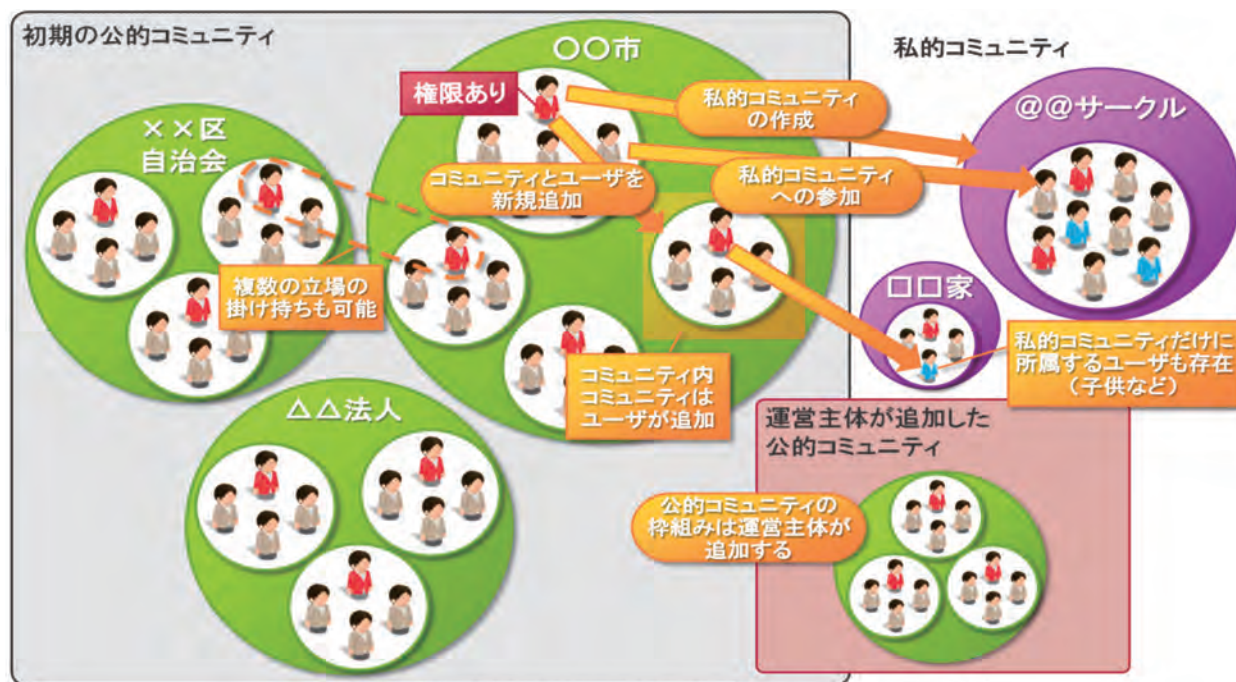 初期の公的コミュニティ
〇〇市
私的コミュニティ
権限あり
私的コミュニティ
の作成
@@サークル
××区
自治会
コミュニティとユーザを
新規追加
私的コミュニティ
への参加
複数の立場の
掛け持ちも可能
□□家
コミュニティ内
コミュニティは
ユーザが追加
私的コミュニティだけに
所属するユーザも存在
（子供など）
△△法人
運営主体が追加した
公的コミュニティ
公的コミュニティの
枠組みは運営主体が
追加する